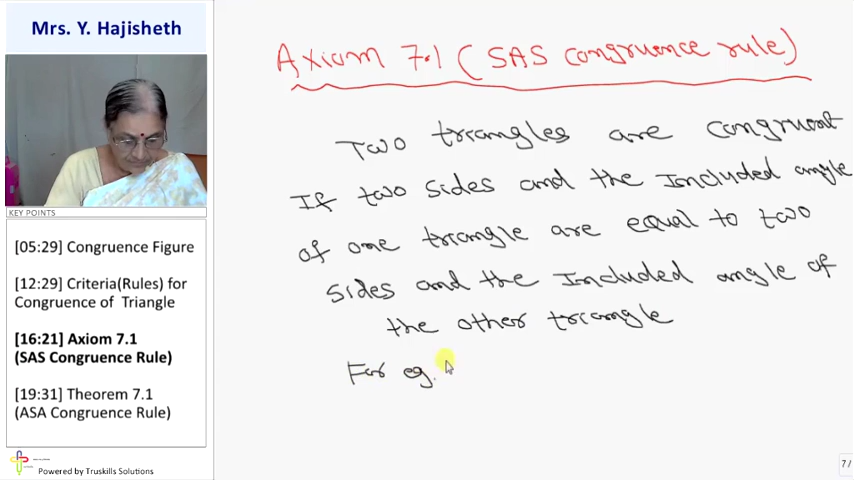 Mrs. Y. Hajisheth
KEY POINTS
[05:29] Congruence Figure
[12:29] Criteria(Rules) for
Congruence of Triangle
[16:21] Axiom 7.1
(SAS Congruence Rule)
[19:31] Theorem 7.1
(ASA Congruence Rule)
Powered by Truskills Solutions
Axiom 7.1 (SAS congruence rule)
Two triangles are congruent
If two sides and the Included angle
of one triangle are equal to two
sides and the Included angle of
the other triangle
For eg.
7/